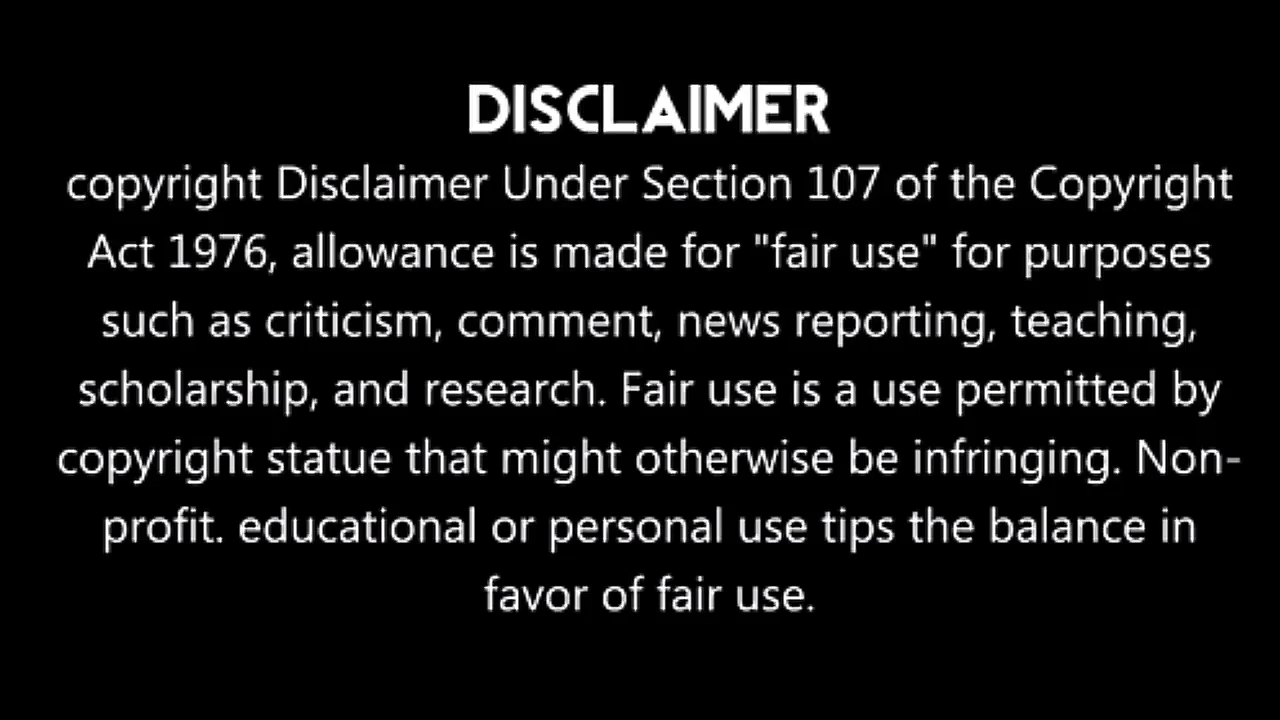 DISCLAIMER
copyright Disclaimer Under Section 107 of the Copyright
Act 1976, allowance is made for "fair use" for purposes
such as criticism, comment, news reporting, teaching,
scholarship, and research. Fair use is a use permitted by
copyright statue that might otherwise be infringing. Non-
profit. educational or personal use tips the balance in
favor of fair use.